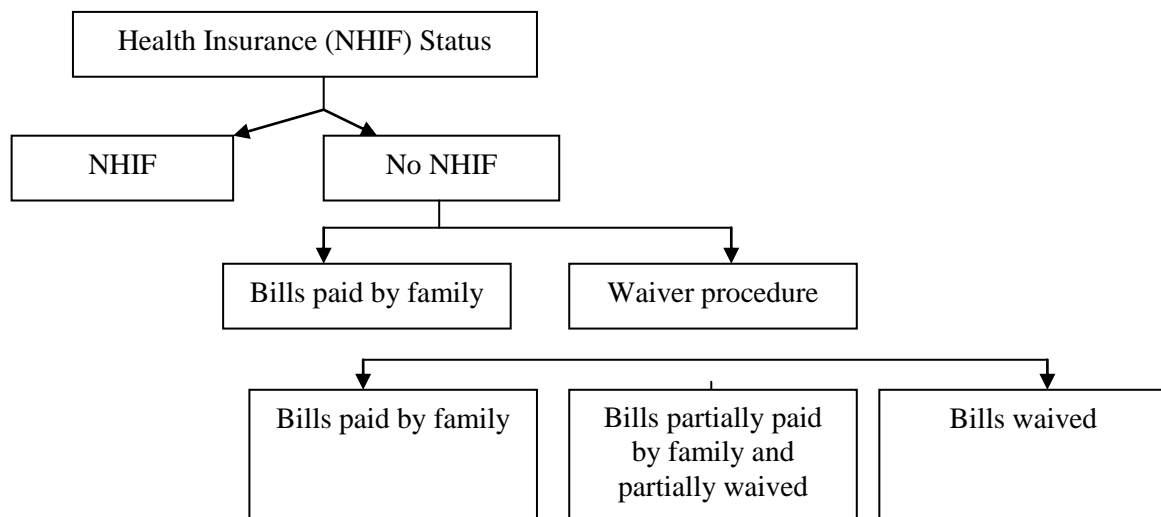 Health Insurance (NHIF) Status
NHIF
No NHIF
Bills paid by family
Waiver procedure
Bills paid by family
Bills partially paid
by family and
partially waived
Bills waived